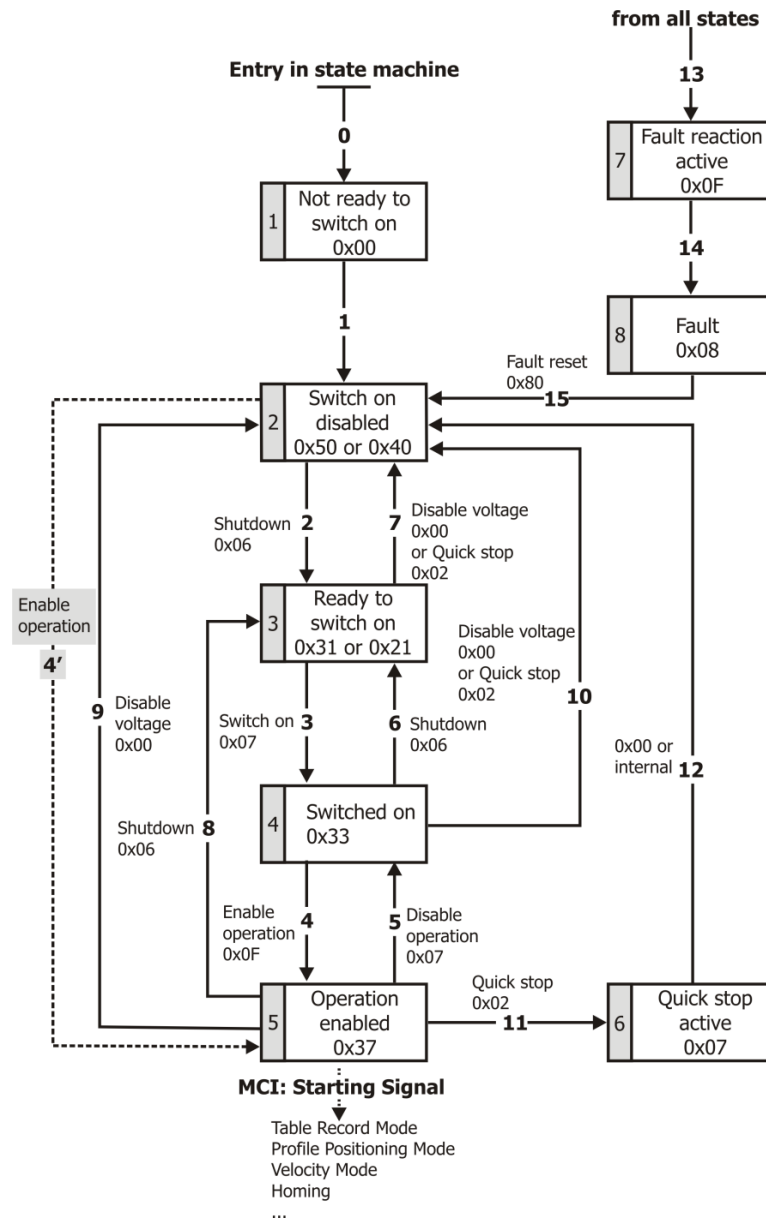 from all states
Entry in state machine
13
0
7
Fault reaction
active
0x0F
1
Not ready to
switch on
0x00
14
1
8
Fault
0x08
Fault reset
0x80
15
2
Switch on
disabled
0x50 or 0x40
Shutdown
0x06
2
7
Disable voltage
0x00
or Quick stop
0x02
Enable
operation
4’
3
Ready to
switch on
0x31 or 0x21
Disable voltage
0x00
or Quick stop
0x02
10
9
Disable
voltage
0x00
Switch on
0x07
3
6
Shutdown
0x06
0x00 or
internal
12
4
Switched on
0x33
Shutdown
0x06
8
Enable
operation
0x0F
4
5
Disable
operation
0x07
Quick stop
0x02
11
5
Operation
enabled
0x37
6
Quick stop
active
0x07
MCI: Starting Signal
Table Record Mode
Profile Positioning Mode
Velocity Mode
Homing
...